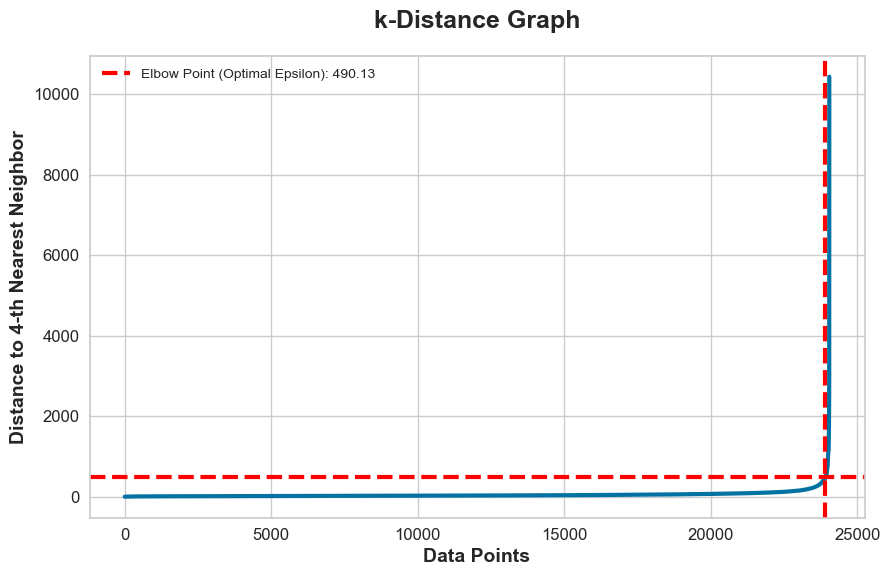 k-Distance Graph
Elbow Point (Optimal Epsilon): 490.13
10000
8000
6000
4000
2000
0
Distance to 4-th Nearest Neighbor
0 5000 10000 15000 20000 25000
Data Points